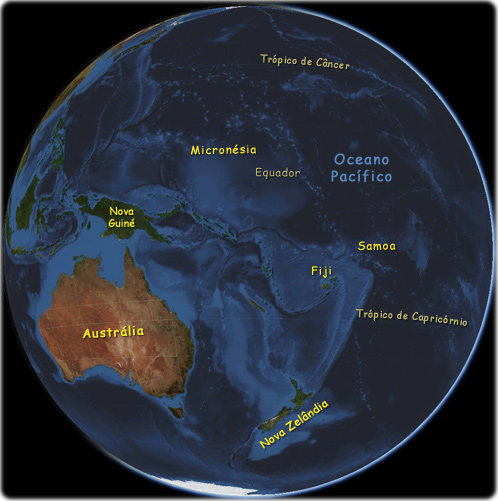 Trópico de Câncer
Micronésia
Oceano
Pacífico
Equador
Nova
Guiné
Samoa
Fiji
Trópico de Capricórnio
Austrália
Nova Zelândia